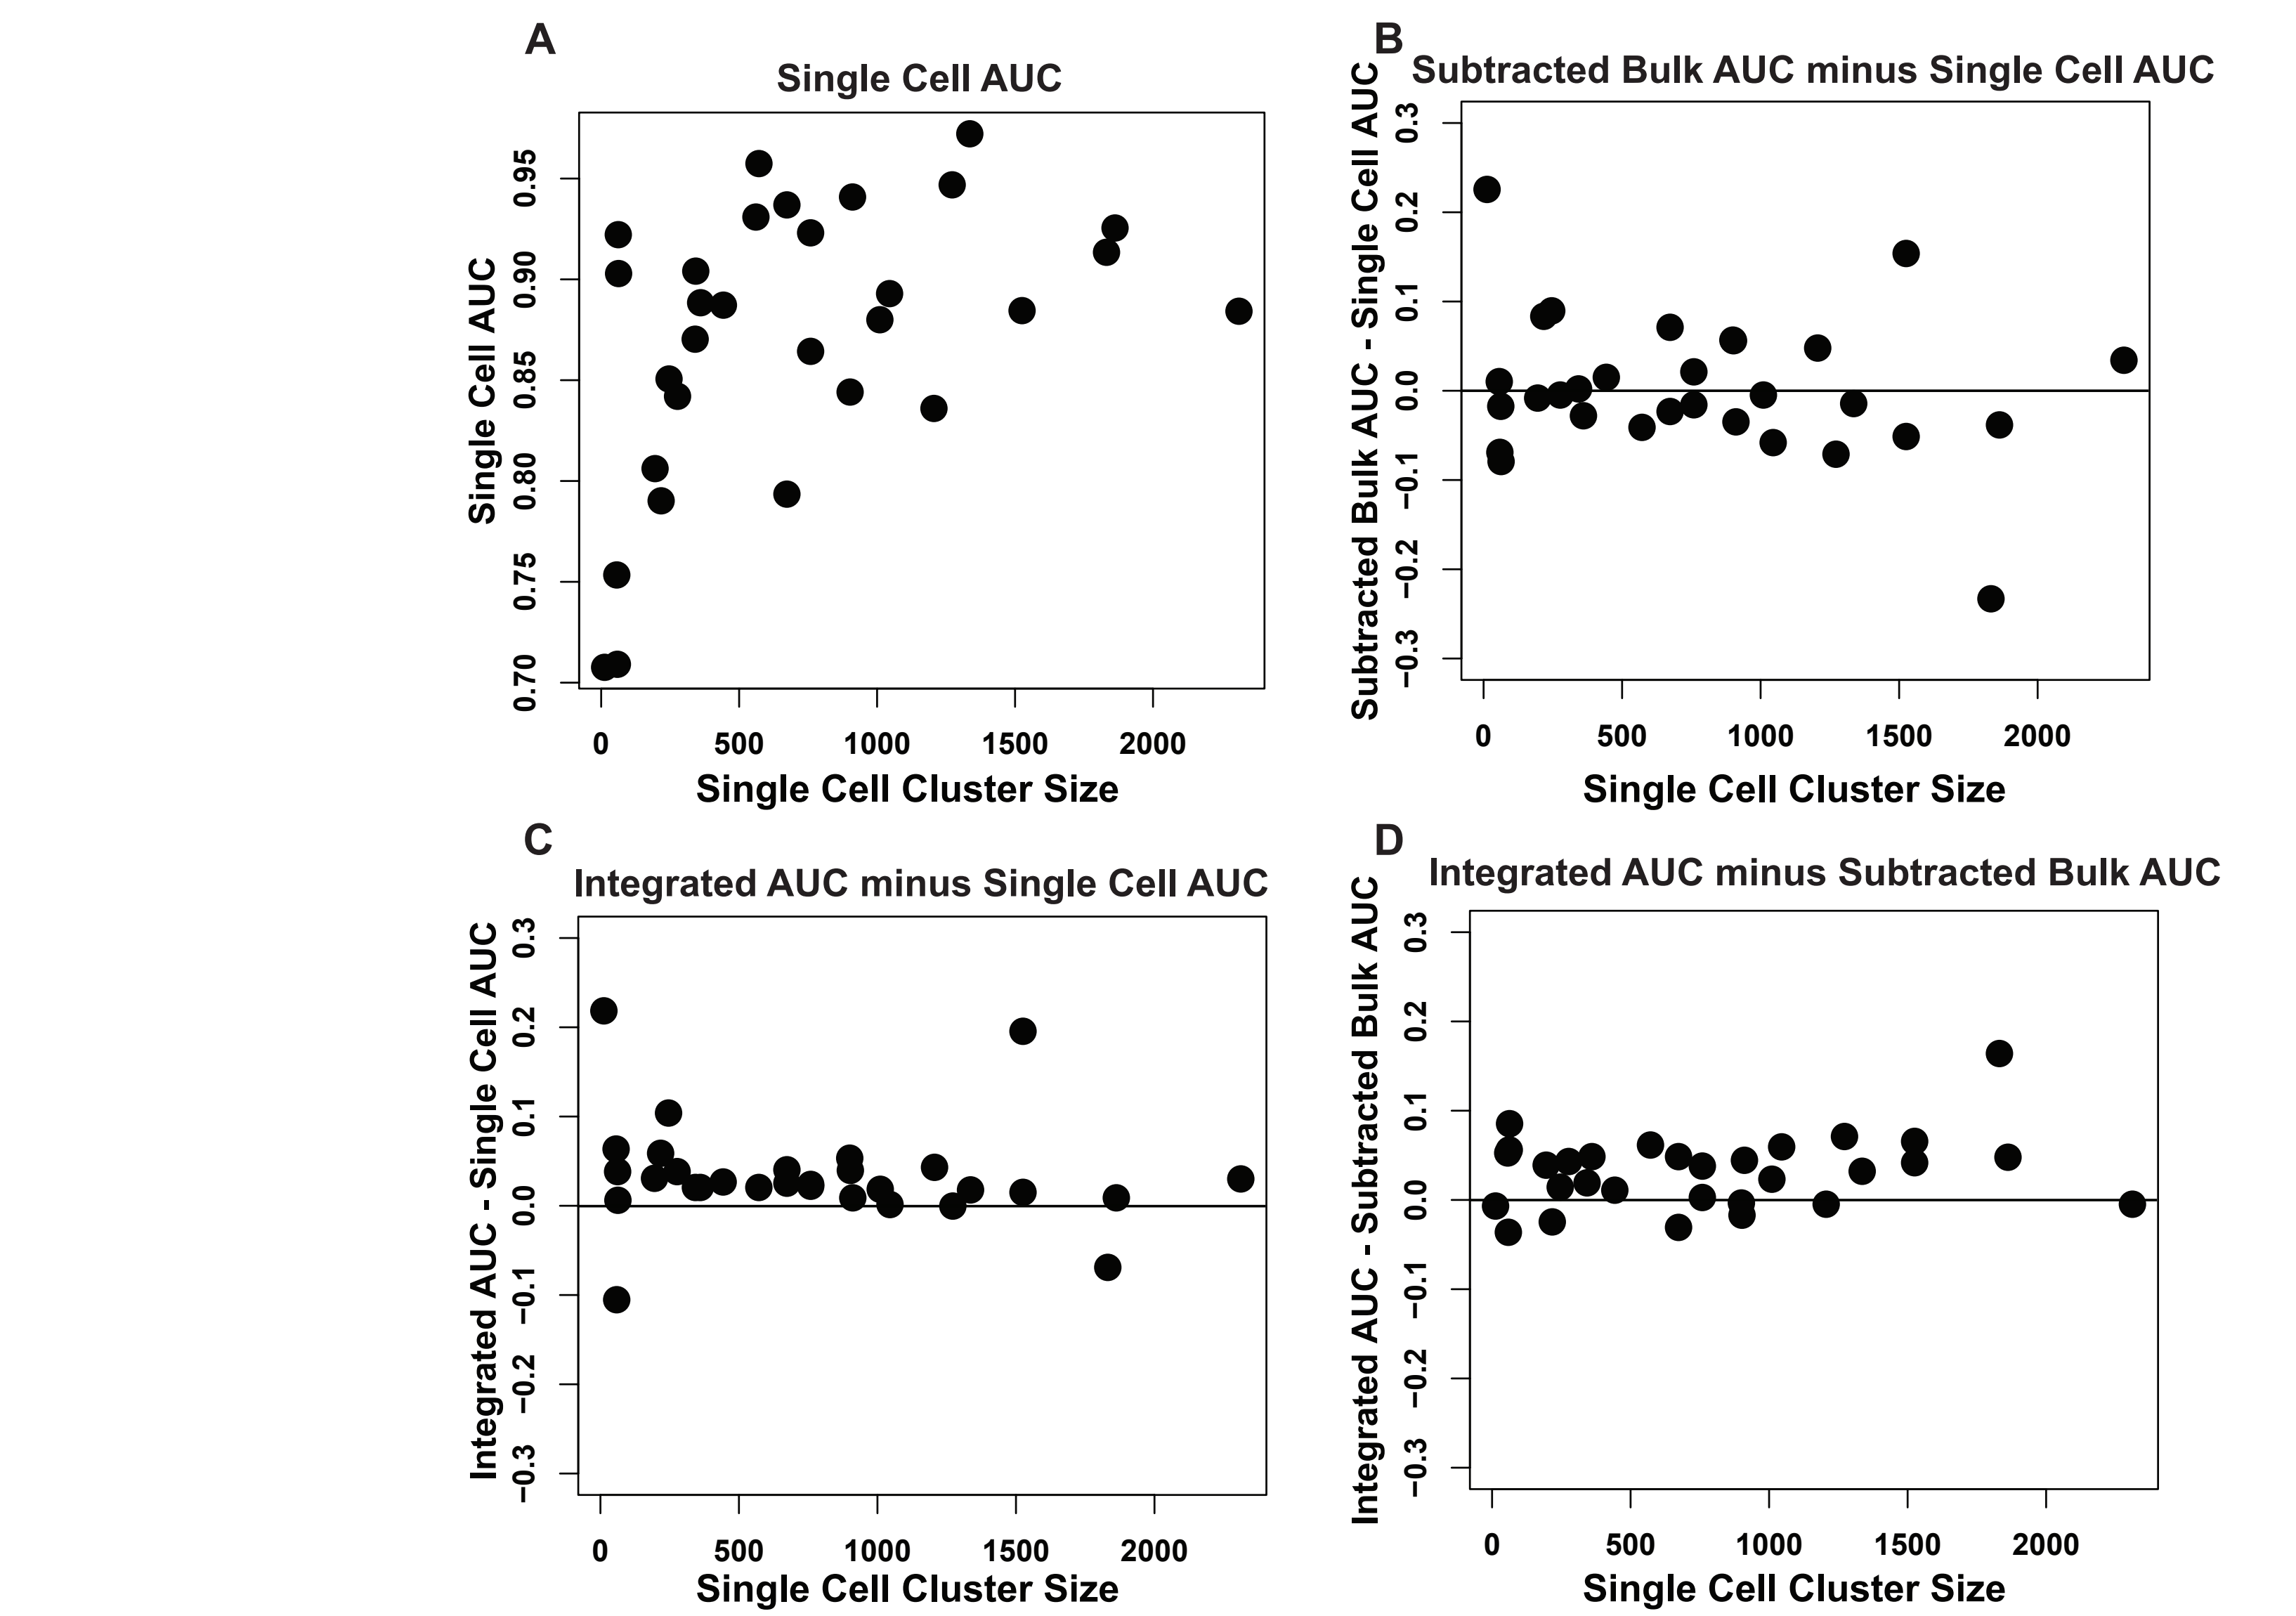 A
Single Cell AUC
Single Cell AUC
0.95
0.90
0.85
0.80
0.75
0.70
0 500 1000 1500 2000
Single Cell Cluster Size
B
Subtracted Bulk AUC minus Single Cell AUC
Subtracted Bulk AUC - Single Cell AUC
0.3
0.2
0.1
0.0
−0.1
−0.2
−0.3
0 500 1000 1500 2000
Single Cell Cluster Size
C
Integrated AUC minus Single Cell AUC
Integrated AUC - Single Cell AUC
0.3
0.2
0.1
0.0
−0.1
−0.2
−0.3
0 500 1000 1500 2000
Single Cell Cluster Size
D
Integrated AUC minus Subtracted Bulk AUC
Integrated AUC - Subtracted Bulk AUC
0.3
0.2
0.1
0.0
−0.1
−0.2
−0.3
0 500 1000 1500 2000
Single Cell Cluster Size